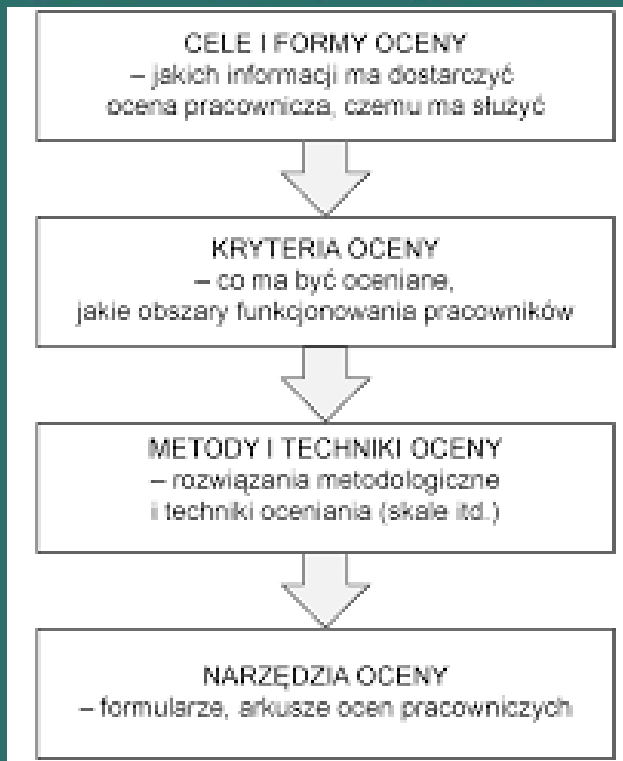 CELE I FORMY OCENY
– jakich informacji ma dostarczyć
ocena pracownicza, czemu ma służyć
KRYTERIA OCENY
– co ma być oceniane,
jakie obszary funkcjonowania pracowników
METODY I TECHNIKI OCENY
– rozwiązania metodologiczne
i techniki oceniania (skale itd.)
NARZĘDZIA OCENY
– formularze, arkusze ocen pracowniczych